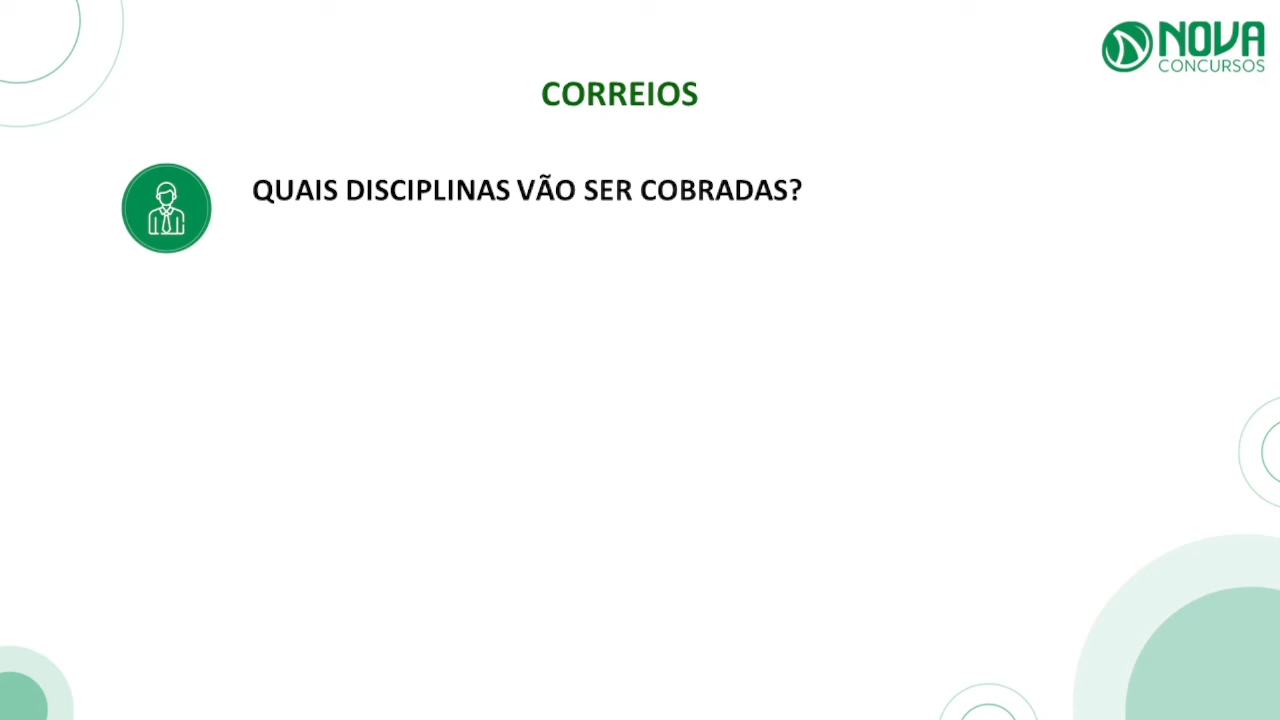 NOVA
CONCURSOS
CORREIOS
QUAIS DISCIPLINAS VÃO SER COBRADAS?